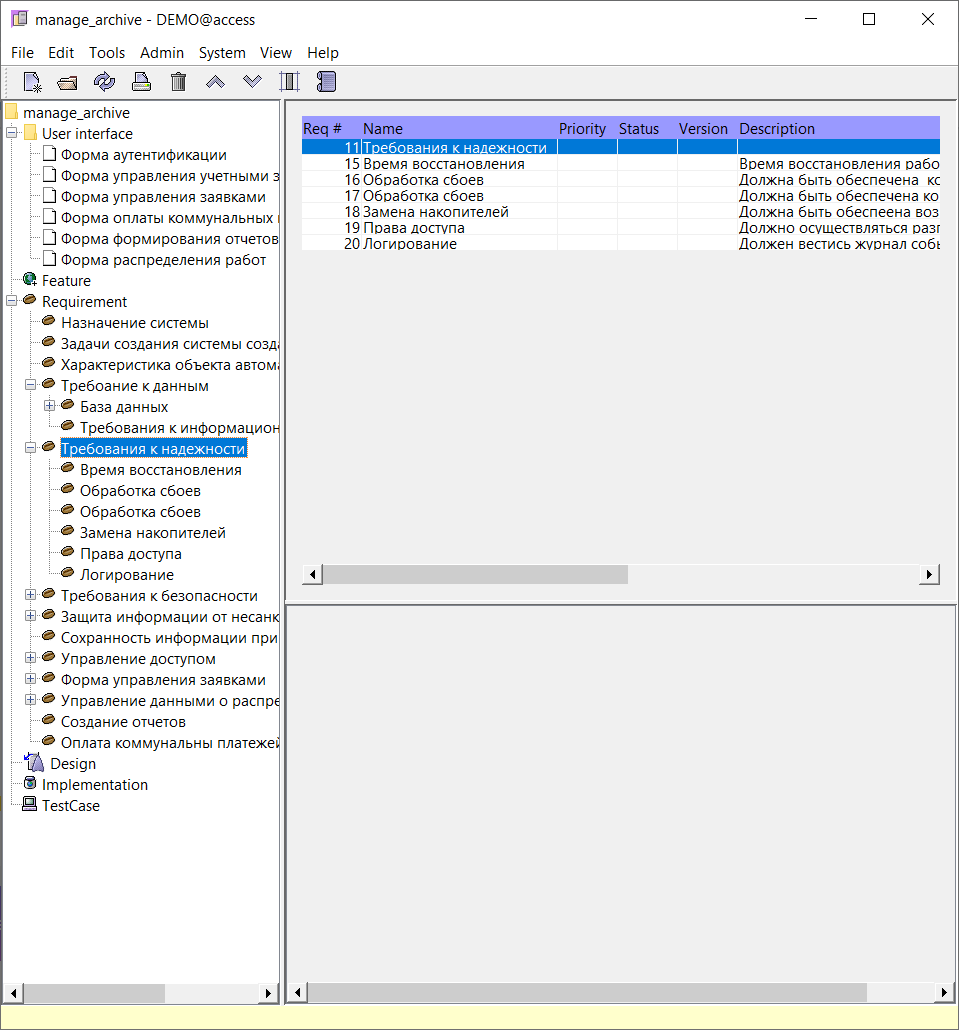 manage_archive - DEMO@access
File Edit Tools Admin System View Help
manage_archive
User interface
Форма аутентификации
Форма управления учетными з
Форма управления заявками
Форма оплаты коммунальных
Форма формирования отчетов
Форма распределения работ
Feature
Requirement
Назначение системы
Задачи создания системы созда
Характеристика объекта автома
Требоание к данным
База данных
Требования к информацион
Требования к надежности
Время восстановления
Обработка сбоев
Обработка сбоев
Замена накопителей
Права доступа
Логирование
Требования к безопасности
Защита информации от несанк
Сохранность информации при
Управление доступом
Форма управления заявками
Управление данными о распре
Создание отчетов
Оплата коммунальны платежей
Design
Implementation
TestCase
Req # Name Priority Status Version Description
11 Требования к надежности
15 Время восстановления Время восстановления рабо
16 Обработка сбоев Должна быть обеспечена ко
17 Обработка сбоев Должна быть обеспечена ко
18 Замена накопителей Должна быть обеспеена воз
19 Права доступа Должно осуществляться разг
20 Логирование Должен вестись журнал собы